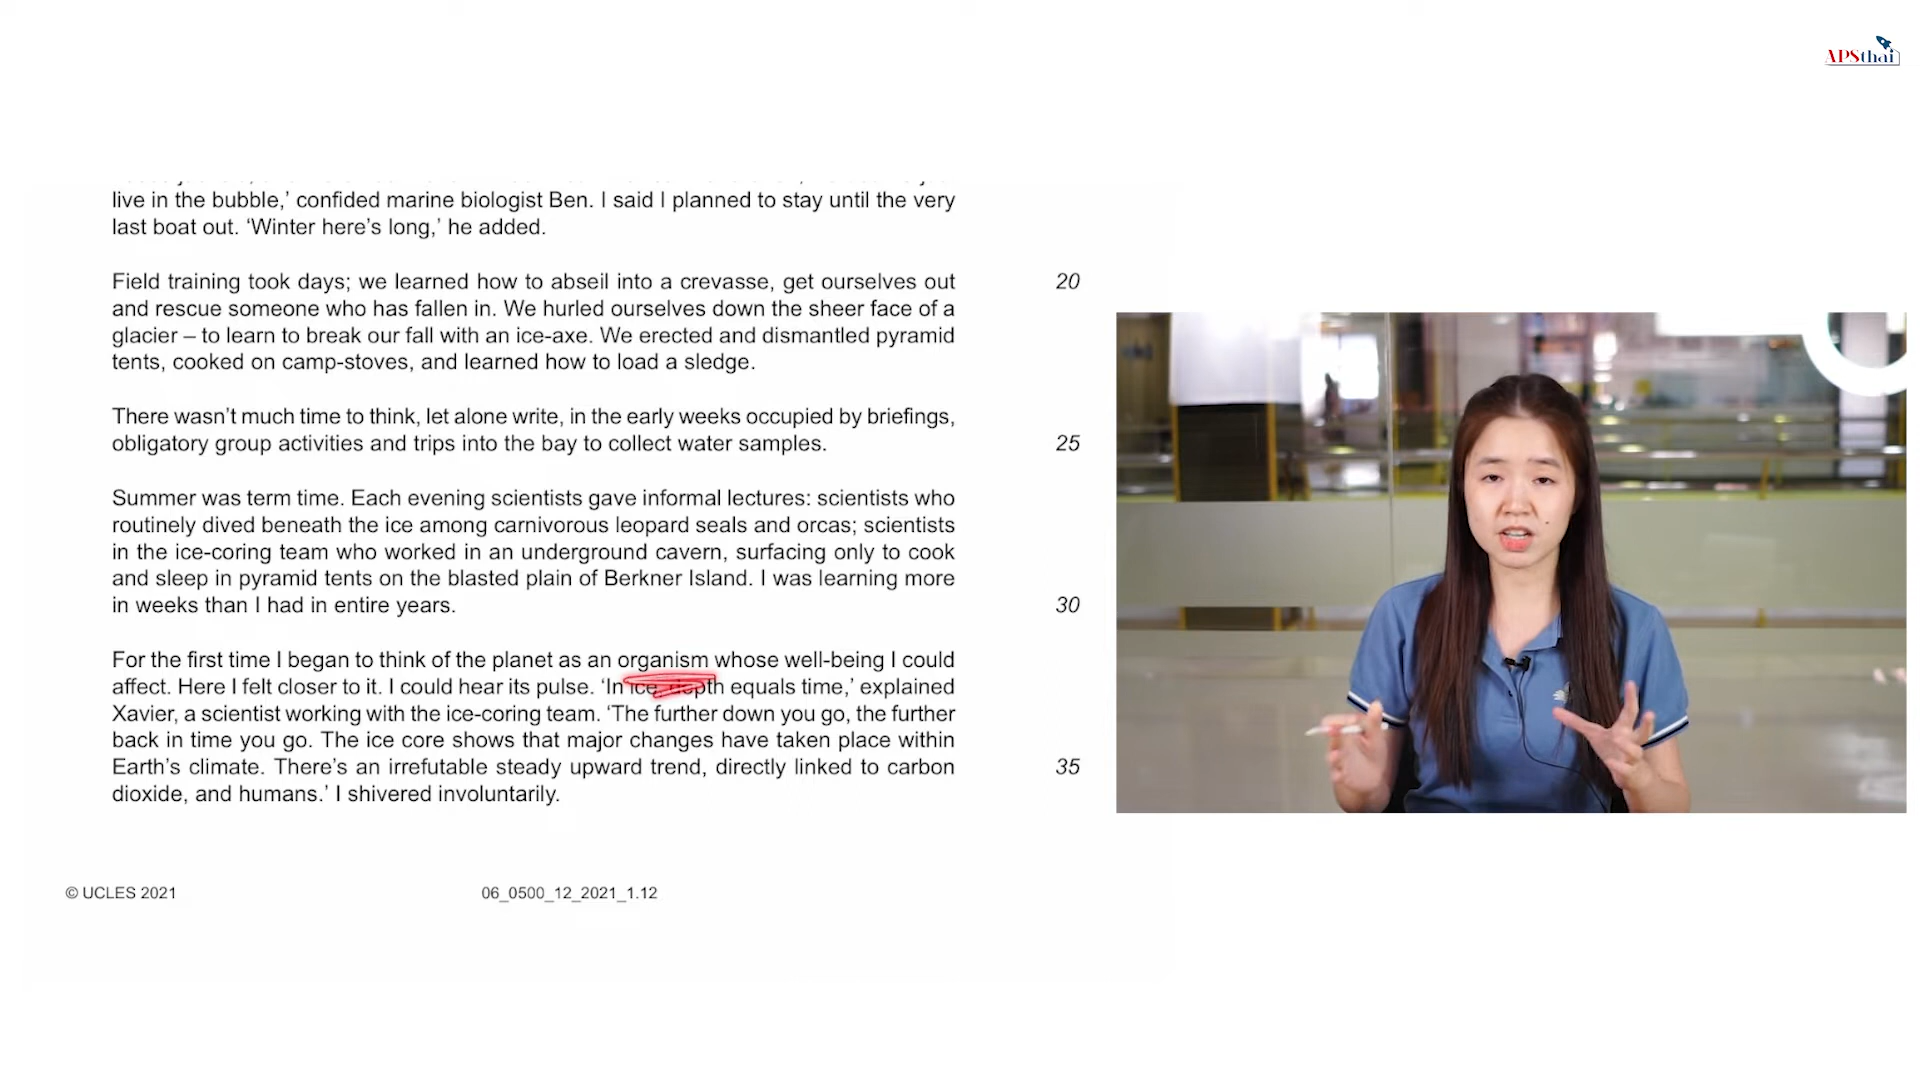 APSthai
live in the bubble,’ confided marine biologist Ben. I said I planned to stay until the very
last boat out. ‘Winter here’s long,’ he added.
Field training took days; we learned how to abseil into a crevasse, get ourselves out 20
and rescue someone who has fallen in. We hurled ourselves down the sheer face of a
glacier – to learn to break our fall with an ice-axe. We erected and dismantled pyramid
tents, cooked on camp-stoves, and learned how to load a sledge.
There wasn’t much time to think, let alone write, in the early weeks occupied by briefings,
obligatory group activities and trips into the bay to collect water samples. 25
Summer was term time. Each evening scientists gave informal lectures: scientists who
routinely dived beneath the ice among carnivorous leopard seals and orcas; scientists
in the ice-coring team who worked in an underground cavern, surfacing only to cook
and sleep in pyramid tents on the blasted plain of Berkner Island. I was learning more
in weeks than I had in entire years. 30
For the first time I began to think of the planet as an organism whose well-being I could
affect. Here I felt closer to it. I could hear its pulse. ‘In ice, depth equals time,’ explained
Xavier, a scientist working with the ice-coring team. ‘The further down you go, the further
back in time you go. The ice core shows that major changes have taken place within
Earth’s climate. There’s an irrefutable steady upward trend, directly linked to carbon 35
dioxide, and humans.’ I shivered involuntarily.
© UCLES 2021 06_0500_12_2021_1.12